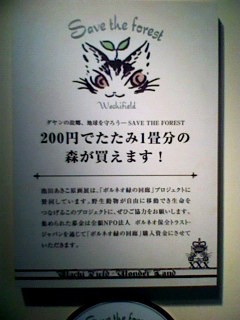 Save the forest
Wachifield
ダヤンの故郷、地球を守ろう―SAVE THE FOREST
200円でたたみ1畳分の
森が買えます！
池田あきこ原画展は、「ボルネオ緑の回廊」プロジェクトに
賛同しています。野生動物が自由に移動でき生命を
つなげるこのプロジェクトに、ぜひご協力をお願いします。
集められた募金は全額NPO法人 ボルネオ保全トラスト・
ジャパンを通じて「ボルネオ緑の回廊」購入資金にさせて
いただきます。
Save the forest